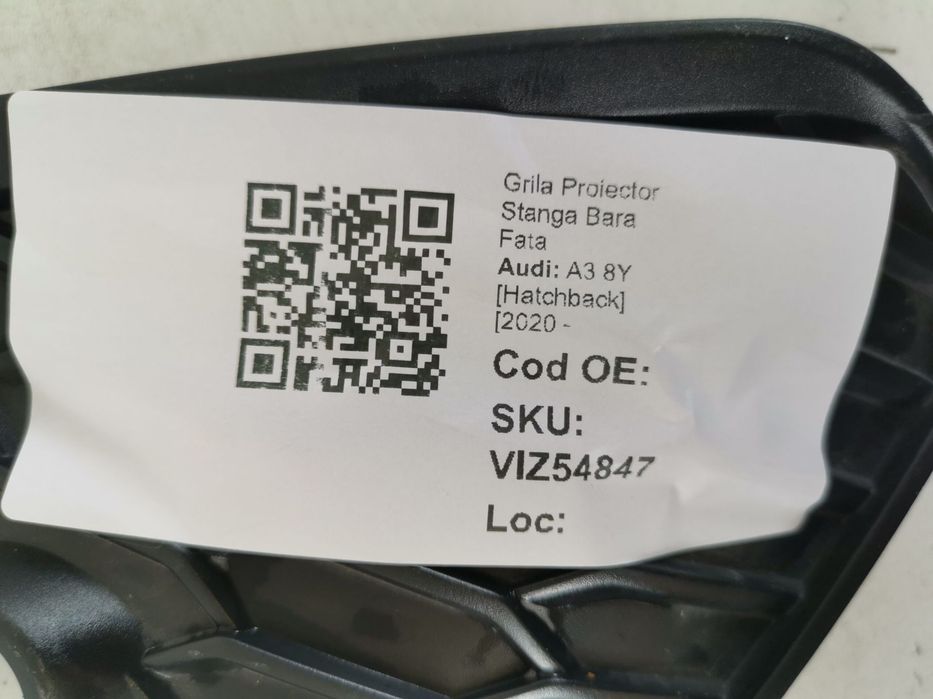 Grila Proiector
Stanga Bara
Fata
Audi: A3 8Y
[Hatchback]
[2020 -
Cod OE:
SKU:
VIZ54847
Loc: